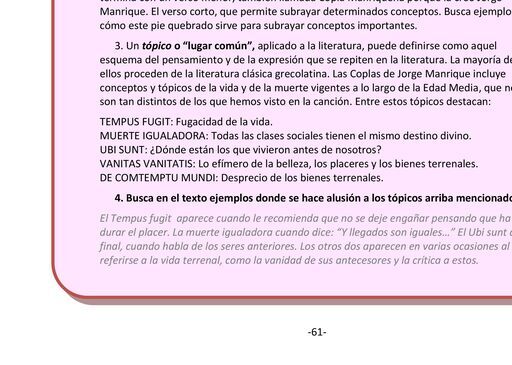 Manrique. El verso corto, que permite subrayar determinados conceptos. Busca ejemplo
cómo este pie quebrado sirve para subrayar conceptos importantes.
3. Un tópico o “lugar común”, aplicado a la literatura, puede definirse como aquel
esquema del pensamiento y de la expresión que se repiten en la literatura. La mayoría de
ellos proceden de la literatura clásica grecolatina. Las Coplas de Jorge Manrique incluye
conceptos y tópicos de la vida y de la muerte vigentes a lo largo de la Edad Media, que n
son tan distintos de los que hemos visto en la canción. Entre estos tópicos destacan:
TEMPUS FUGIT: Fugacidad de la vida.
MUERTE IGUALADORA: Todas las clases sociales tienen el mismo destino divino.
UBI SUNT: ¿Dónde están los que vivieron antes de nosotros?
VANITAS VANITATIS: Lo efímero de la belleza, los placeres y los bienes terrenales.
DE COMTEMPTU MUNDI: Desprecio de los bienes terrenales.
4. Busca en el texto ejemplos donde se hace alusión a los tópicos arriba mencionado
El Tempus fugit aparece cuando le recomienda que no se deje engañar pensando que ha
durar el placer. La muerte igualadora cuando dice: “Y llegados son iguales...” El Ubi sunt
final, cuando habla de los seres anteriores. Los otros dos aparecen en varias ocasiones al
referirse a la vida terrenal, como la vanidad de sus antecesores y la crítica a estos.
-61-